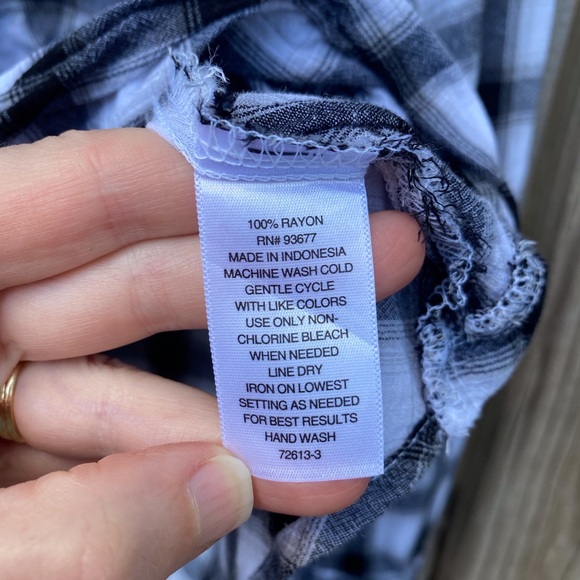 100% RAYON
RN# 93677
MADE IN INDONESIA
MACHINE WASH COLD
GENTLE CYCLE
WITH LIKE COLORS
USE ONLY NON-
CHLORINE BLEACH
WHEN NEEDED
LINE DRY
IRON ON LOWEST
SETTING AS NEEDED
FOR BEST RESULTS
HAND WASH
72613-3